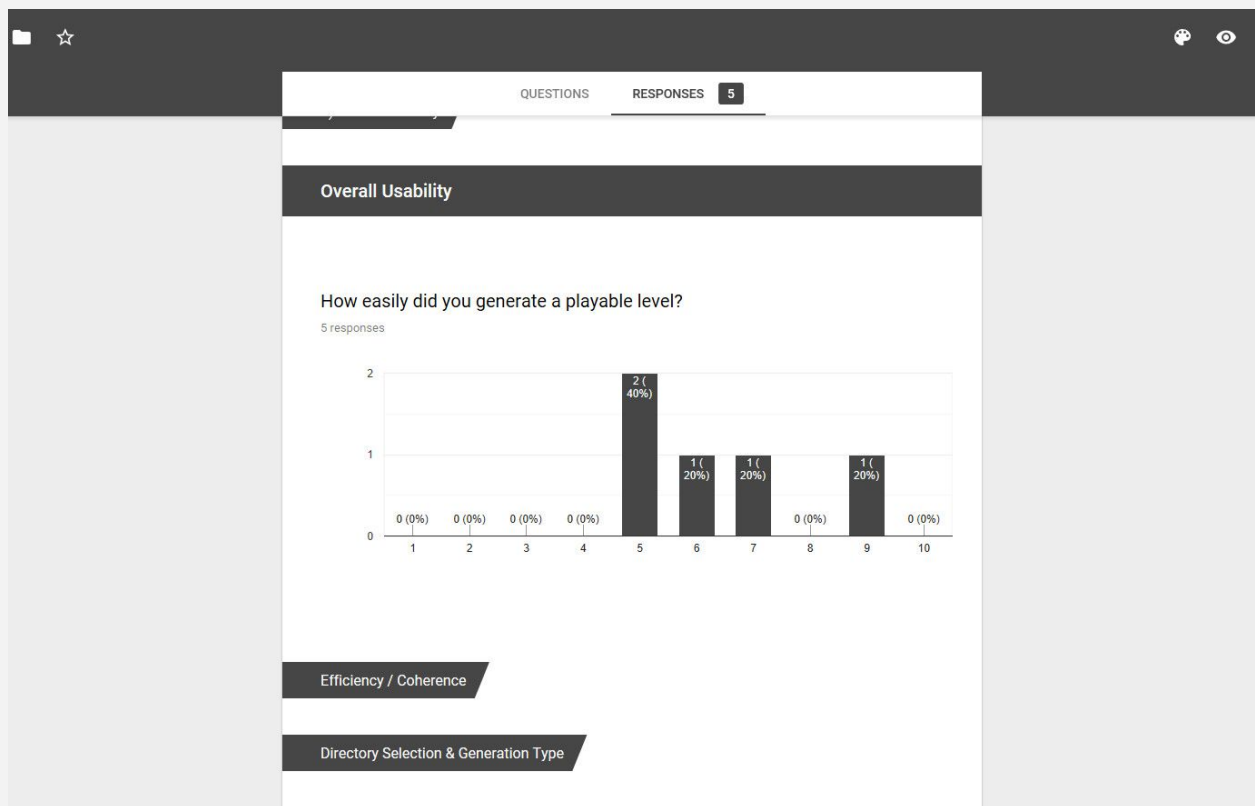 QUESTIONS RESPONSES 5
Overall Usability
How easily did you generate a playable level?
5 responses
2
1
0
2 (
40%)
1 (
20%)
1 (
20%)
1 (
20%)
0 (0%) 0 (0%) 0 (0%) 0 (0%) 0 (0%) 0 (0%)
1 2 3 4 5 6 7 8 9 10
Efficiency / Coherence
Directory Selection & Generation Type